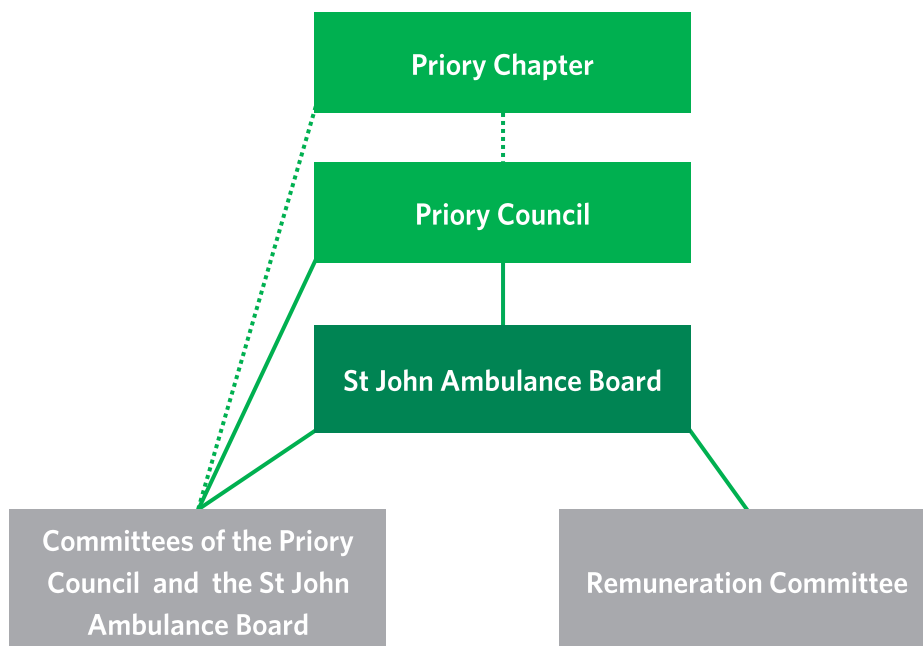 Priory Chapter
Priory Council
St John Ambulance Board
Committees of the Priory
Council and the St John
Ambulance Board
Remuneration Committee